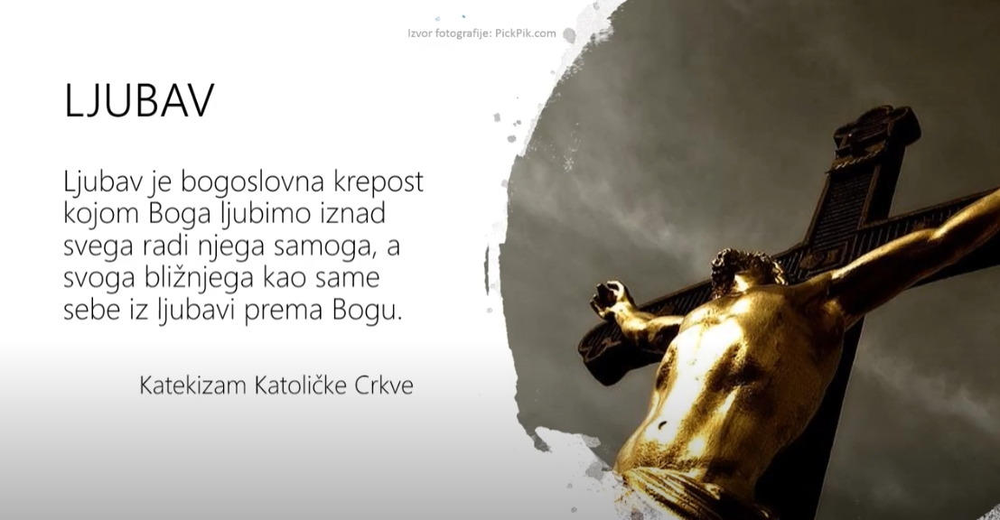 Izvor fotografije: PickPik.com
LJUBAV
Ljubav je bogoslovna krepost
kojom Boga ljubimo iznad
svega radi njega samoga, a
svoga bližnjega kao same
sebe iz ljubavi prema Bogu.
Katekizam Katoličke Crkve